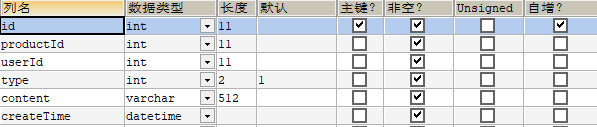 列名 数据类型 长度 默认 主键? 非空? Unsigned 自增?
id int 11
productId int 11
userId int 11
type int 2 1
content varchar 512
createTime datetime